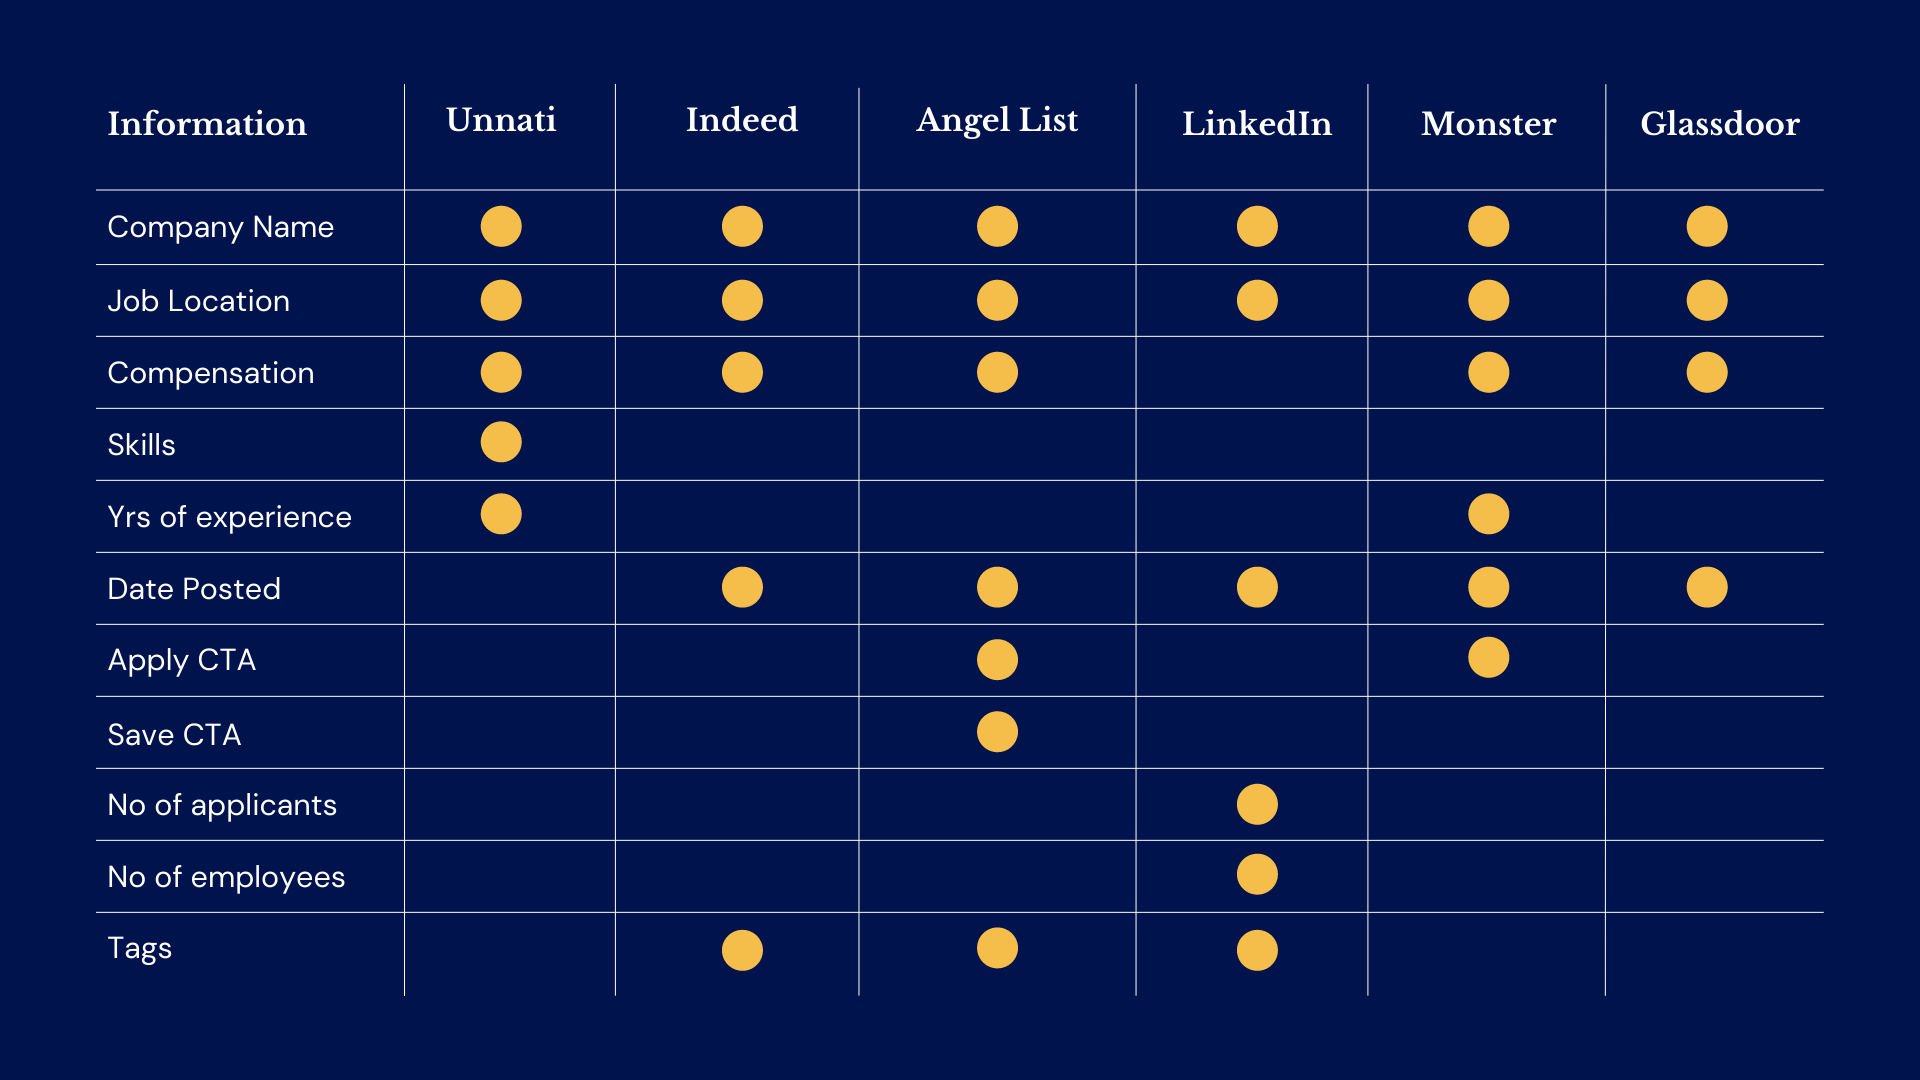 Information Unnati Indeed Angel List LinkedIn Monster Glassdoor
Company Name
Job Location
Compensation
Skills
Yrs of experience
Date Posted
Apply CTA
Save CTA
No of applicants
No of employees
Tags